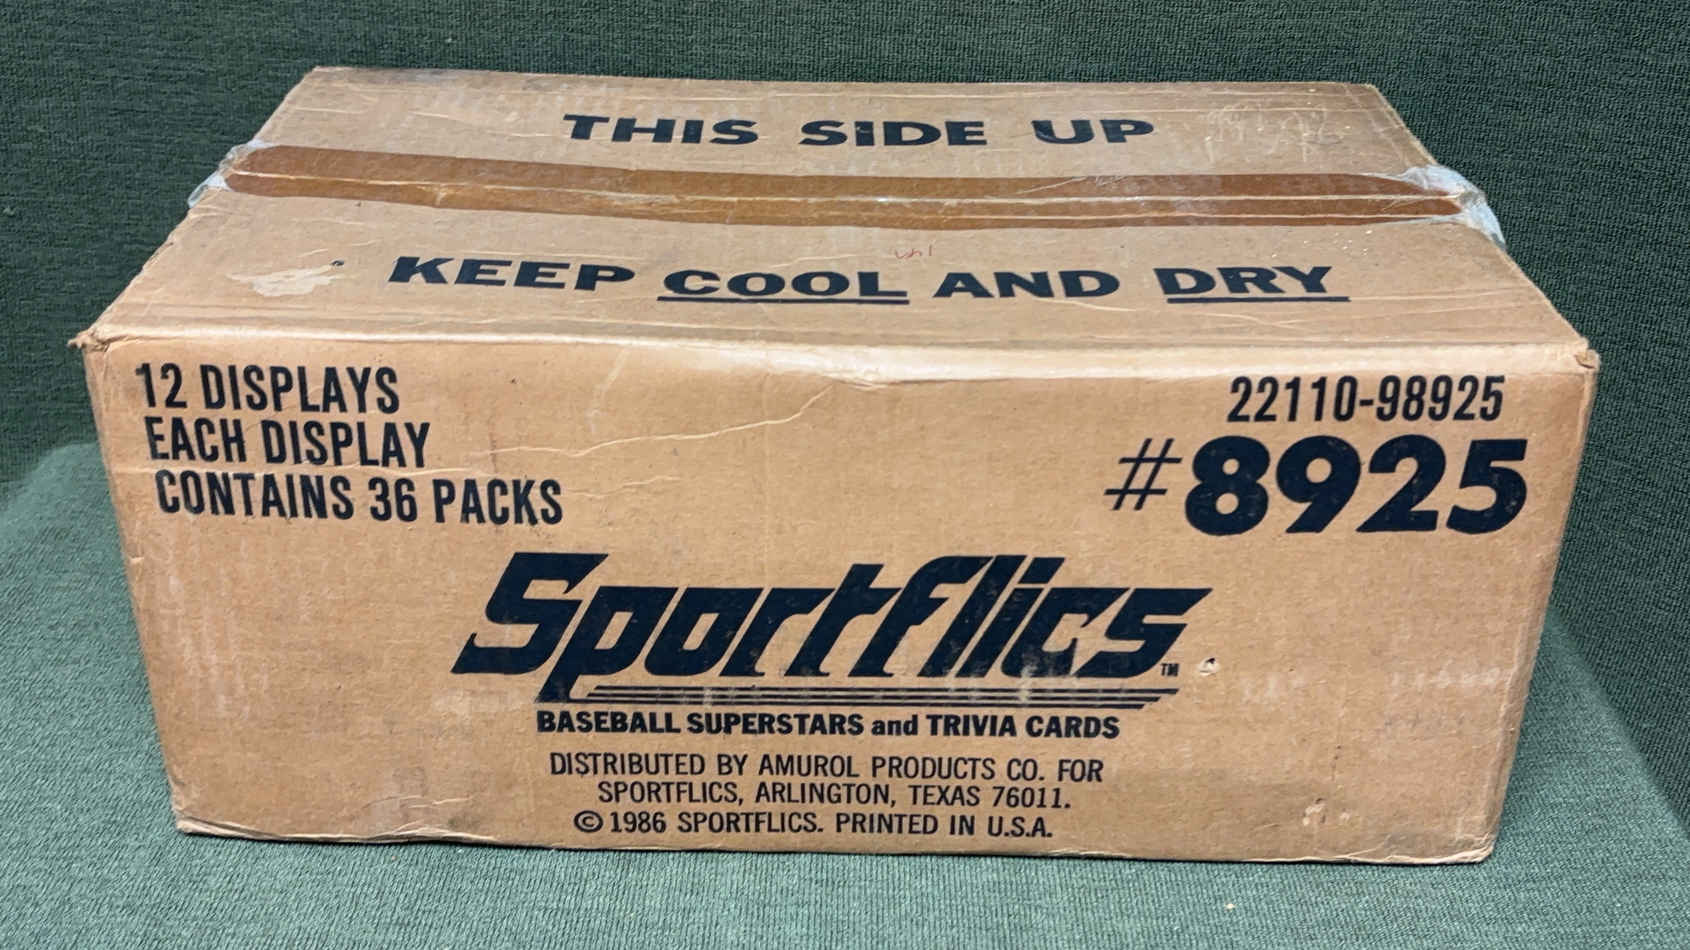 THIS SIDE UP
KEEP COOL AND DRY
12 DISPLAYS
EACH DISPLAY
CONTAINS 36 PACKS
22110-98925
#8925
Sportflics™
BASEBALL SUPERSTARS and TRIVIA CARDS
DISTRIBUTED BY AMUROL PRODUCTS CO. FOR
SPORTFLICS, ARLINGTON, TEXAS 76011.
© 1986 SPORTFLICS. PRINTED IN U.S.A.